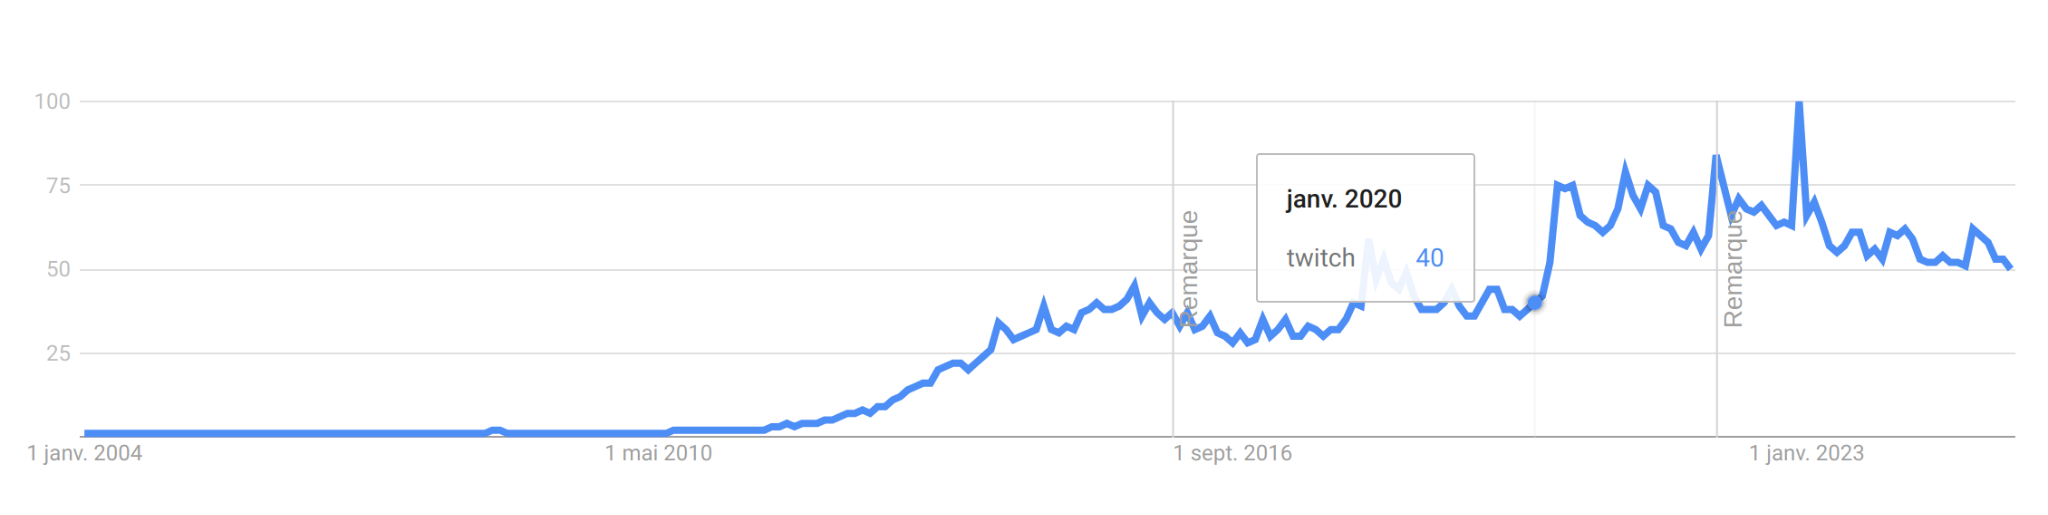 100
75
50
25
Remarque
janv. 2020
twitch 40
Remarque
1 janv. 2004
1 mai 2010
1 sept. 2016
1 janv. 2023